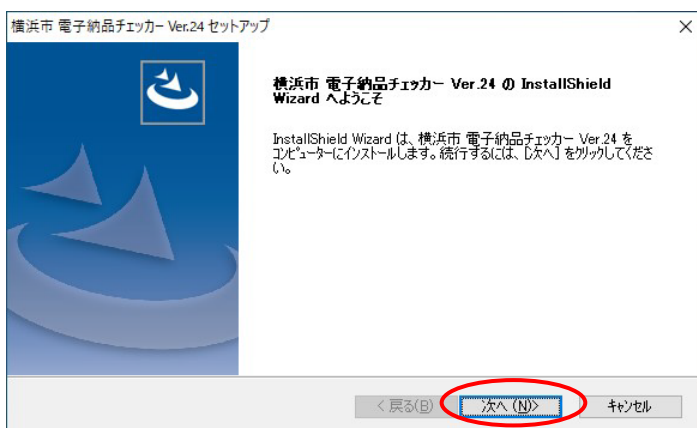 横浜市 電子納品チェッカー Ver.24 セットアップ
横浜市 電子納品チェッカー Ver.24 の InstallShield
Wizard へようこそ
InstallShield Wizard は、横浜市 電子納品チェッカー Ver.24 を
コンピューターにインストールします。続行するには、[次へ] をクリックしてくださ
い。
< 戻る(B) 次へ (N)> キャンセル